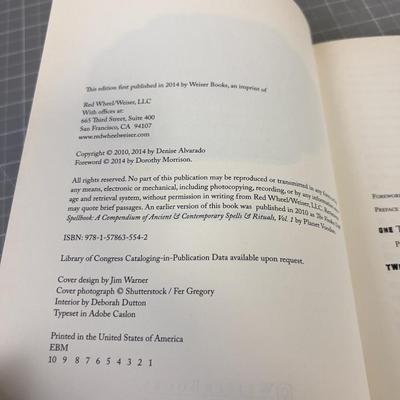 This edition first published in 2014 by Weiser Books, an imprint of
Red Wheel/Weiser, LLC
With offices at:
665 Third Street, Suite 400
San Francisco, CA 94107
www.redwheelweiser.com
Copyright © 2010, 2014 by Denise Alvarado
Foreword © 2014 by Dorothy Morrison.
All rights reserved. No part of this publication may be reproduced or transmitted in any form
any means, electronic or mechanical, including photocopying, recording, or by any information
age and retrieval system, without permission in writing from Red Wheel/Weiser, LLC.
may quote brief passages. An earlier version of this book was published in 2010 as The
Spellbook: A Compendium of Ancient & Contemporary Spells & Rituals, Vol. 1 by Planet Voodoo.
ISBN: 978-1-57863-554-2
Library of Congress Cataloging-in-Publication Data available upon request.
Cover design by Jim Warner
Cover photograph © Shutterstock / Fer Gregory
Interior by Deborah Dutton
Typeset in Adobe Caslon
Printed in the United States of America
EBM
10 9 8 7 6 5 4 3 2 1
Foreword
Preface
ONE
TWO